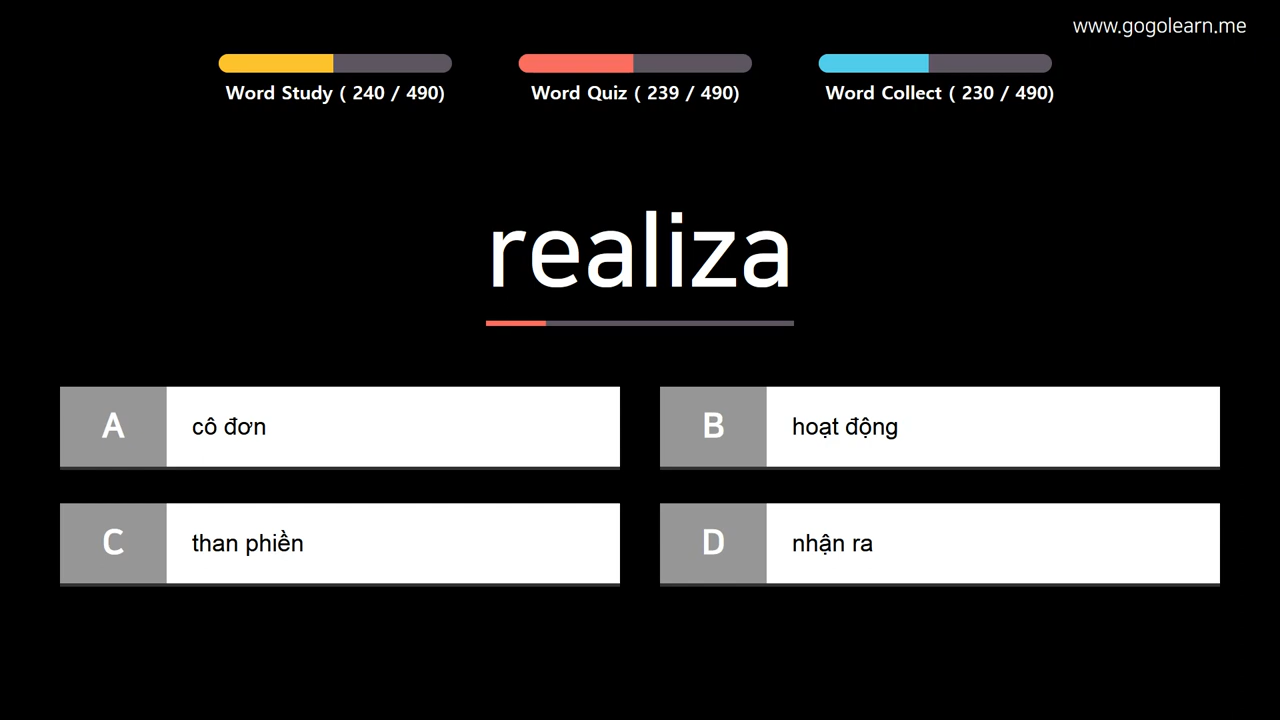 www.gogolearn.me
Word Study ( 240 / 490)
Word Quiz ( 239 / 490)
Word Collect ( 230 / 490)
realiza
A cô đơn
B hoạt động
C than phiền
D nhận ra